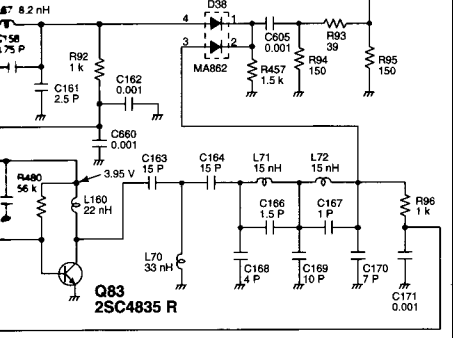 L67 8.2 nH
C158
3.75 P
C161
2.5 P
R92
1 k
C162
0.001
C660
0.001
D38
4
1
3
2
MA862
C605
0.001
R93
39
R457
1.5 k
R94
150
R95
150
R480
56 k
3.95 V
L160
22 nH
C163
15 P
C164
15 P
L71
15 nH
L72
15 nH
C166
1.5 P
C167
1 P
L70
33 nH
C168
4 P
C169
10 P
C170
7 P
R96
1 k
C171
0.001
Q83
2SC4835 R